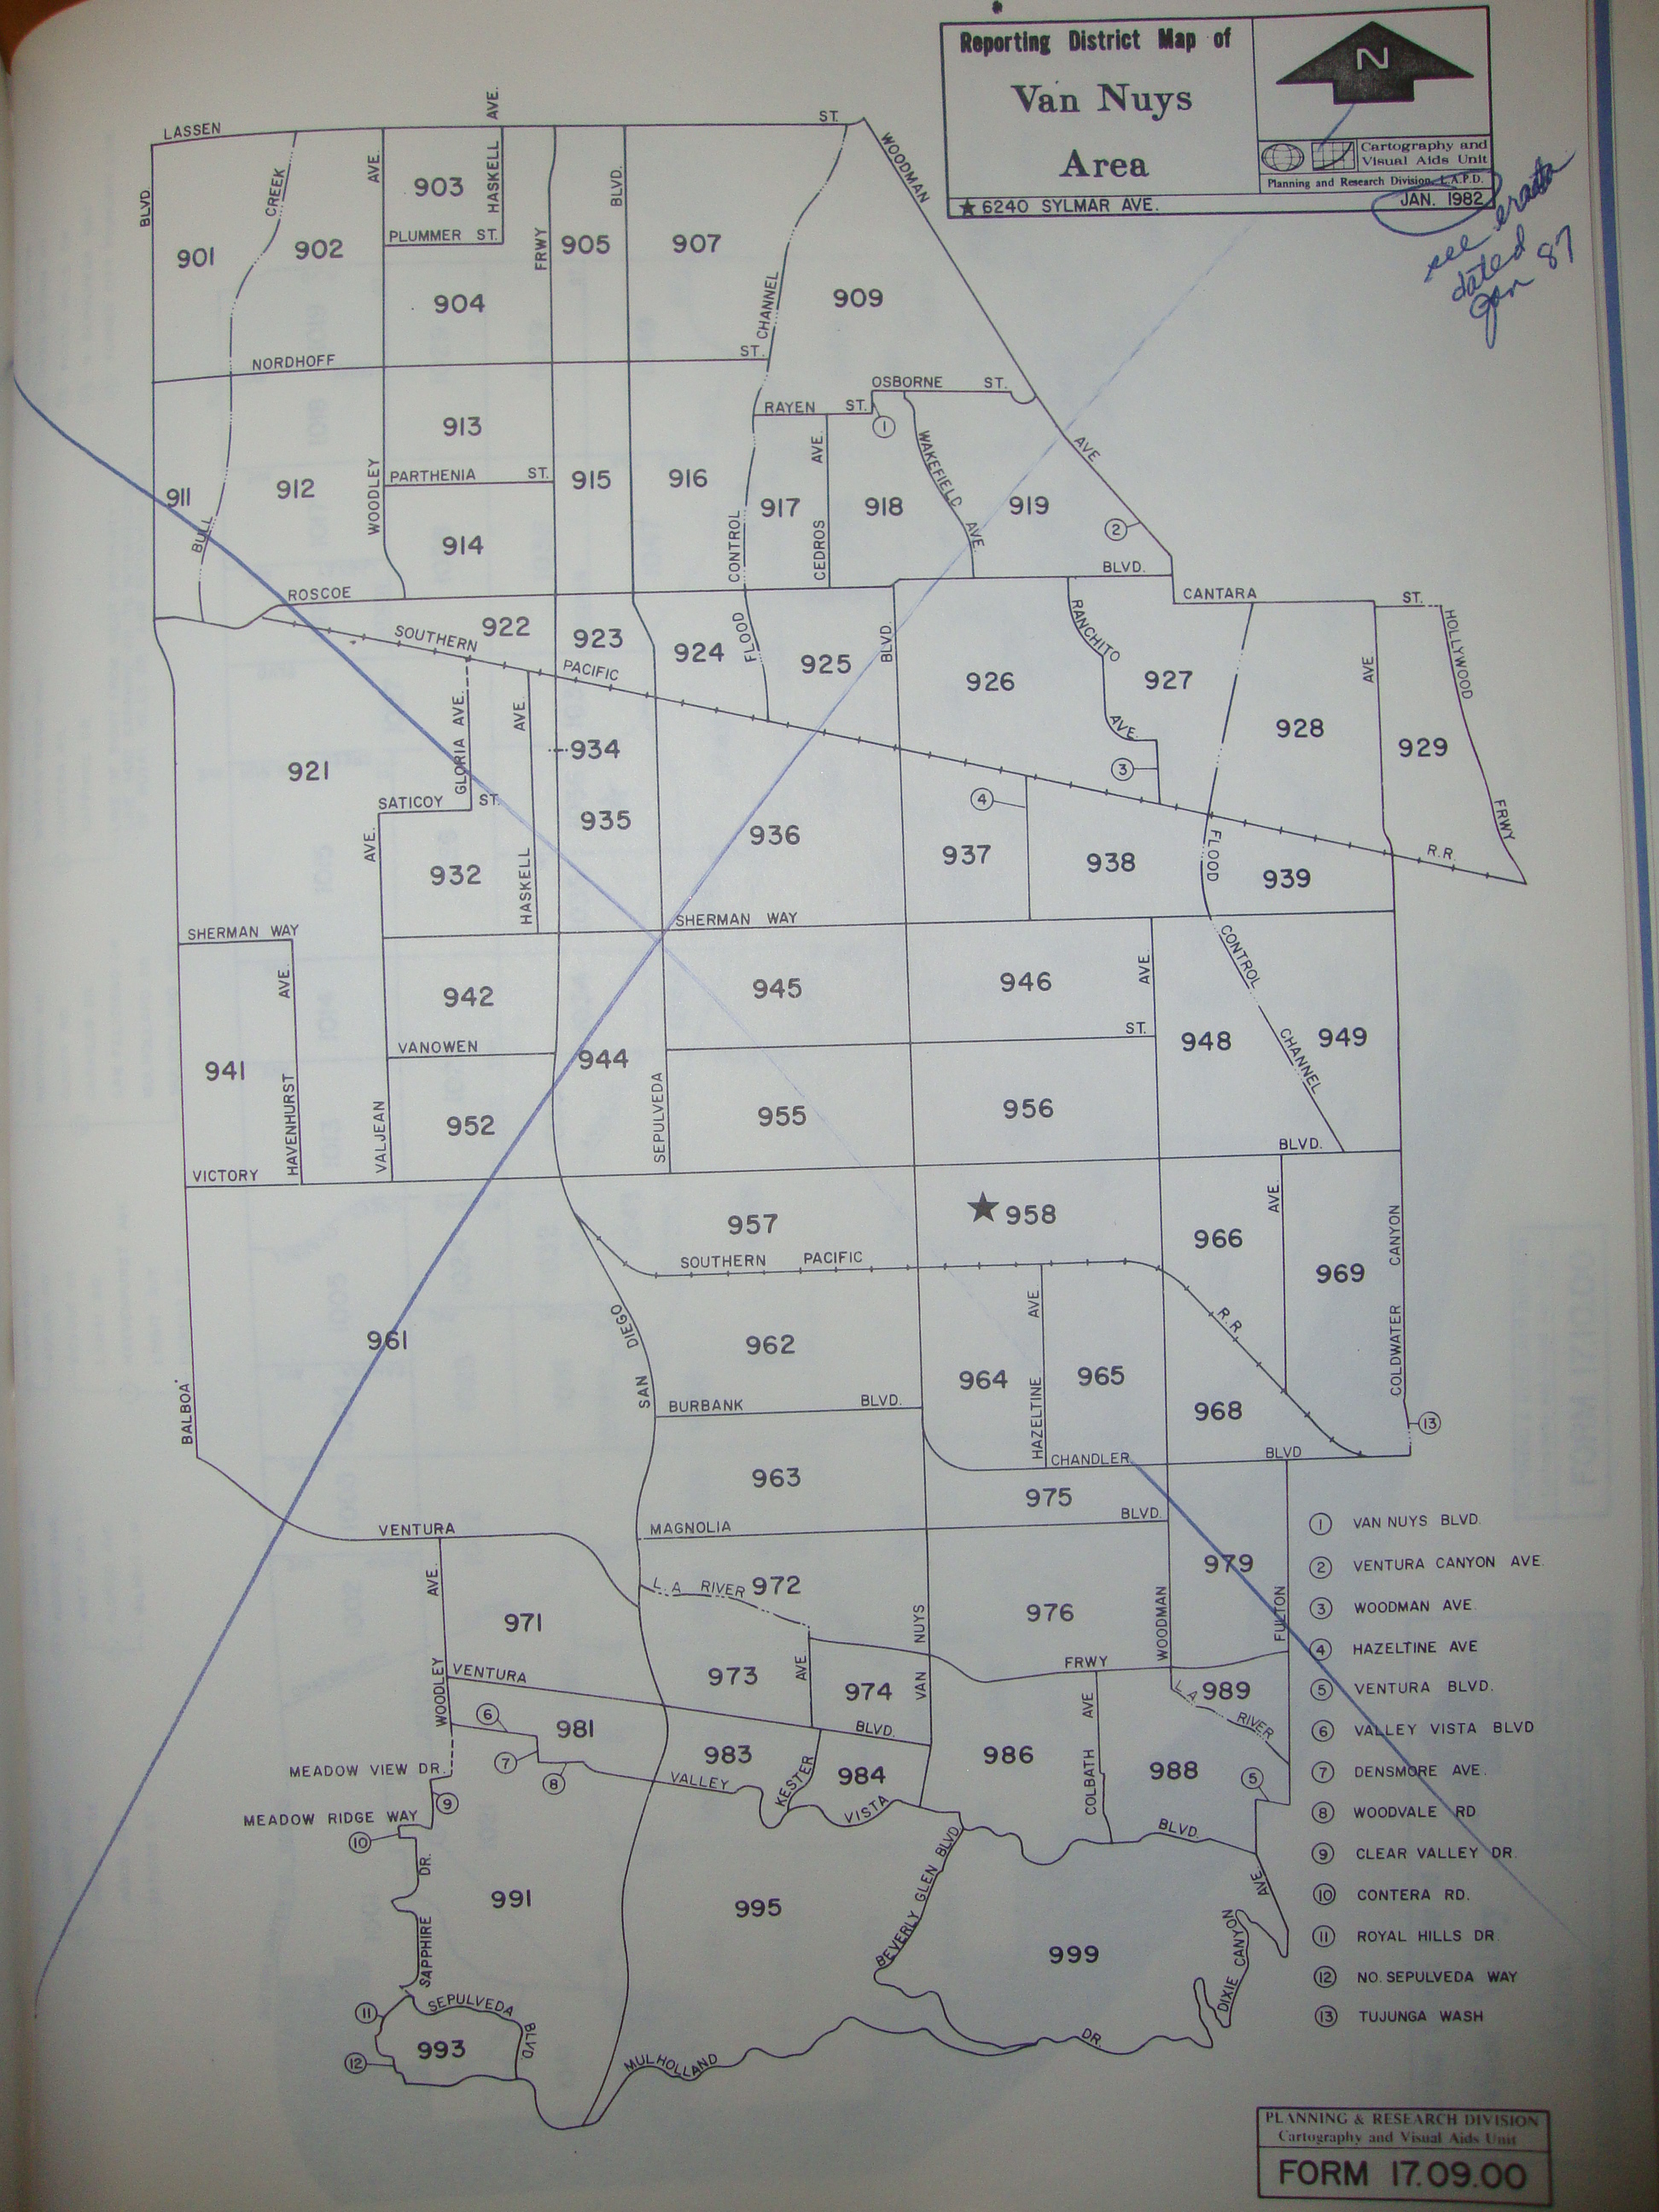 Reporting District Map of
Van Nuys
Area
★ 6240 SYLMAR AVE.
N
Cartography and
Visual Aids Unit
Planning and Research Division, L.A.P.D.
JAN. 1982
see errata
dated
Jan 87
LASSEN ST.
BLVD
CREEK
AVE.
HASKELL AVE.
FRWY
BLVD.
WOODMAN
903
PLUMMER ST.
901
902
905
907
904
CHANNEL
909
NORDHOFF ST.
OSBORNE ST.
RAYEN ST.
1
AVE.
WAKEFIELD AVE.
AVE
913
WOODLEY
PARTHENIA ST.
911
912
915
916
917
918
919
2
BULL
914
CONTROL
CEDROS
BLVD.
ROSCOE
CANTARA ST.
HOLLYWOOD
922
923
924
FLOOD
925
BLVD.
RANCHITO
SOUTHERN PACIFIC
926
927
AVE
GLORIA AVE.
AVE.
AVE.
928
929
934
921
3
SATICOY ST.
4
FRWY
935
936
AVE.
937
938
FLOOD
939
R.R.
932
HASKELL
SHERMAN WAY
SHERMAN WAY
CONTROL
AVE.
942
945
946
AVE.
VANOWEN
ST.
948
CHANNEL
949
941
944
HAVENHURST
VALJEAN
952
SEPULVEDA
955
956
VICTORY
BLVD.
957
★ 958
AVE.
966
CANYON
SOUTHERN PACIFIC
969
961
DIEGO
AVE
R.R.
962
964
965
COLDWATER
SAN
BURBANK BLVD.
HAZELTINE
968
BALBOA
13
CHANDLER BLVD
963
975
VENTURA
MAGNOLIA BLVD.
979
AVE.
L.A RIVER
972
971
NUYS
976
WOODMAN
FULTON
WOODLEY
VENTURA
973
AVE
974
VAN
FRWY
L A
989
RIVER
6
981
BLVD.
AVE
7
983
986
MEADOW VIEW DR.
8
VALLEY
KESTER
984
COLBATH
988
5
9
VISTA
MEADOW RIDGE WAY
10
BLVD.
DR.
BEVERLY GLEN BLVD.
AVE.
991
995
SAPPHIRE
999
DIXIE CANYON
11
SEPULVEDA
BLVD.
993
12
MULHOLLAND
DR.
1 VAN NUYS BLVD.
2 VENTURA CANYON AVE.
3 WOODMAN AVE.
4 HAZELTINE AVE
5 VENTURA BLVD.
6 VALLEY VISTA BLVD
7 DENSMORE AVE.
8 WOODVALE RD
9 CLEAR VALLEY DR.
10 CONTERA RD.
11 ROYAL HILLS DR
12 NO. SEPULVEDA WAY
13 TUJUNGA WASH
PLANNING & RESEARCH DIVISION
Cartography and Visual Aids Unit
FORM 17.09.00